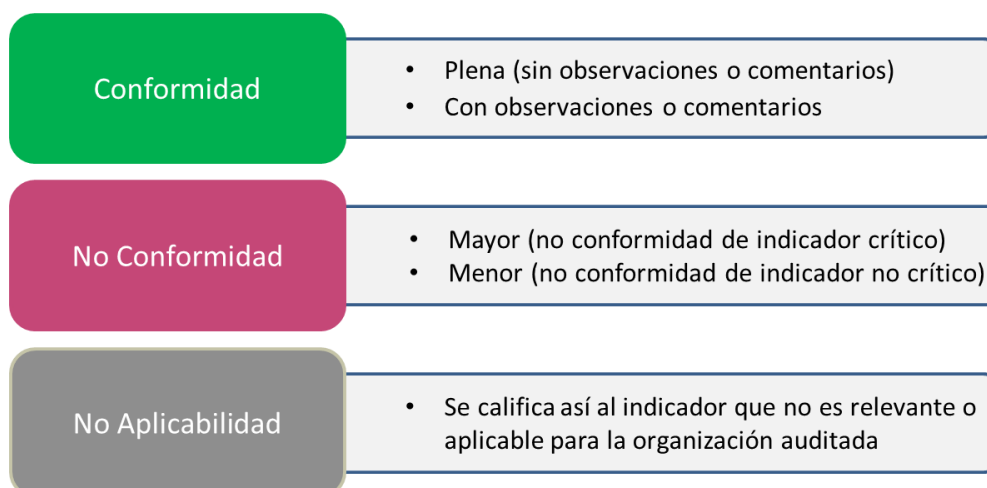 Conformidad
• Plena (sin observaciones o comentarios)
• Con observaciones o comentarios
No Conformidad
• Mayor (no conformidad de indicador crítico)
• Menor (no conformidad de indicador no crítico)
No Aplicabilidad
• Se califica así al indicador que no es relevante o
aplicable para la organización auditada